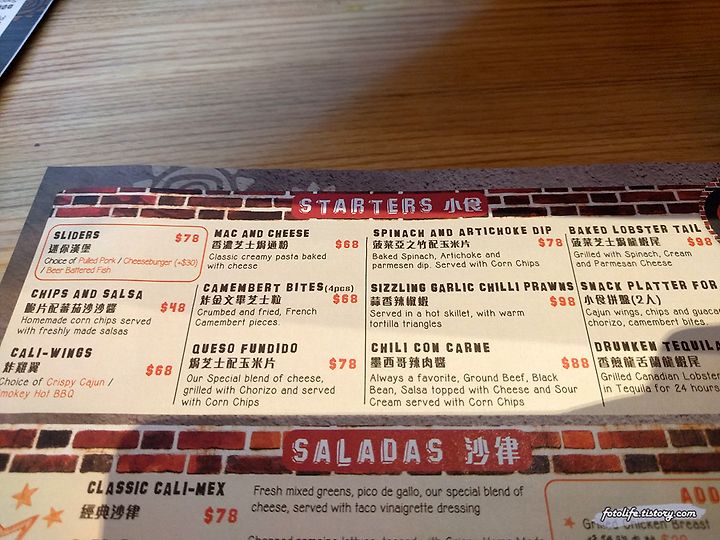 STARTERS 小食
SLIDERS $78
迷你漢堡
Choice of Pulled Pork / Cheeseburger (+$30)
/ Beer Battered Fish
CHIPS AND SALSA
脆片配蕃茄沙沙醬 $48
Homemade corn chips served
with freshly made salsas
CALI-WINGS
炸雞翼 $68
Choice of Crispy Cajun /
Smokey Hot BBQ
MAC AND CHEESE
香濃芝士焗通粉 $68
Classic creamy pasta baked
with cheese
CAMEMBERT BITES(4pcs)
炸金文畢芝士粒 $68
Crumbed and fried, French
Camembert pieces.
QUESO FUNDIDO
焗芝士配玉米片 $78
Our Special blend of cheese,
grilled with Chorizo and served
with Corn Chips
SPINACH AND ARTICHOKE DIP
菠菜亞之竹配玉米片 $78
Baked Spinach, Artichoke and
parmesen dip. Served with Corn Chips
SIZZLING GARLIC CHILLI PRAWNS
蒜香辣椒蝦 $98
Served in a hot skillet, with warm
tortilla triangles
CHILI CON CARNE
墨西哥辣肉醬 $88
Always a favorite, Ground Beef, Black
Bean, Salsa topped with Cheese and Sour
Cream served with Corn Chips
BAKED LOBSTER TAIL
菠菜芝士焗龍蝦尾 $98
Grilled with Spinach, Cream
and Parmesan Cheese
SNACK PLATTER FOR
小食拼盤(2人)
Cajun wings, chips and guacam
chorizo, camembert bites.
DRUNKEN TEQUILA
香檳龍舌蘭龍蝦尾
Grilled Canadian Lobster
in Tequila for 24 hours
SALADAS 沙律
CLASSIC CALI-MEX
經典沙律 $78
Fresh mixed greens, pico de gallo, our special blend of
cheese, served with taco vinaigrette dressing
ADD
Grilled Chicken Breast
fotolife.tistory.com